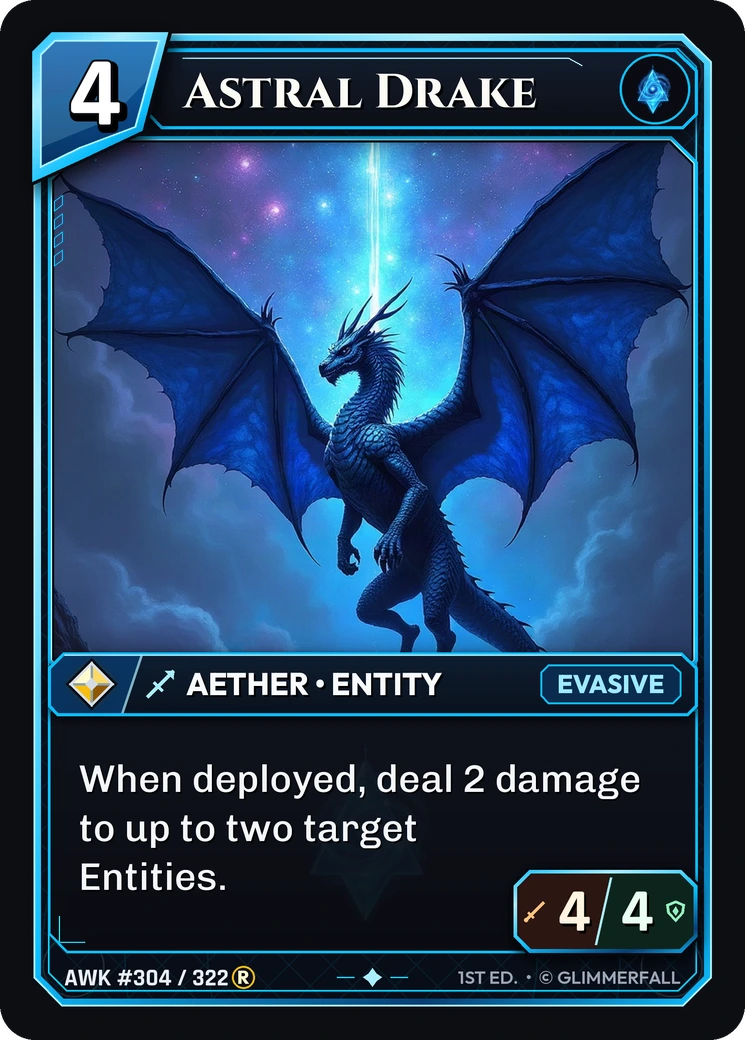 4
ASTRAL DRAKE
AETHER • ENTITY
EVASIVE
When deployed, deal 2 damage
to up to two target
Entities.
4 / 4
AWK #304 / 322 R
1ST ED. • © GLIMMERFALL